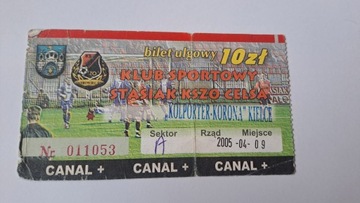 bilet ulgowy 10zł
KLUB SPORTOWY
STASIAK KSZO CELSA
"KOLPORTER-KORONA" KIELCE
Sektor Rząd Miejsce
A 2005 -04- 09
Nr 011053
CANAL + CANAL + CANAL +